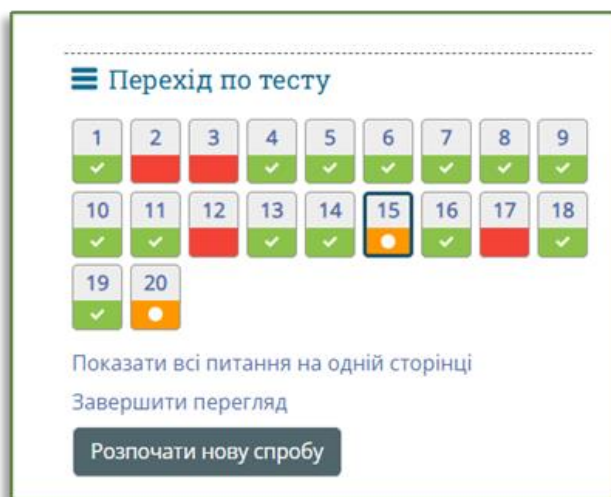 Перехід по тесту
1 2 3 4 5 6 7 8 9
10 11 12 13 14 15 16 17 18
19 20
Показати всі питання на одній сторінці
Завершити перегляд
Розпочати нову спробу